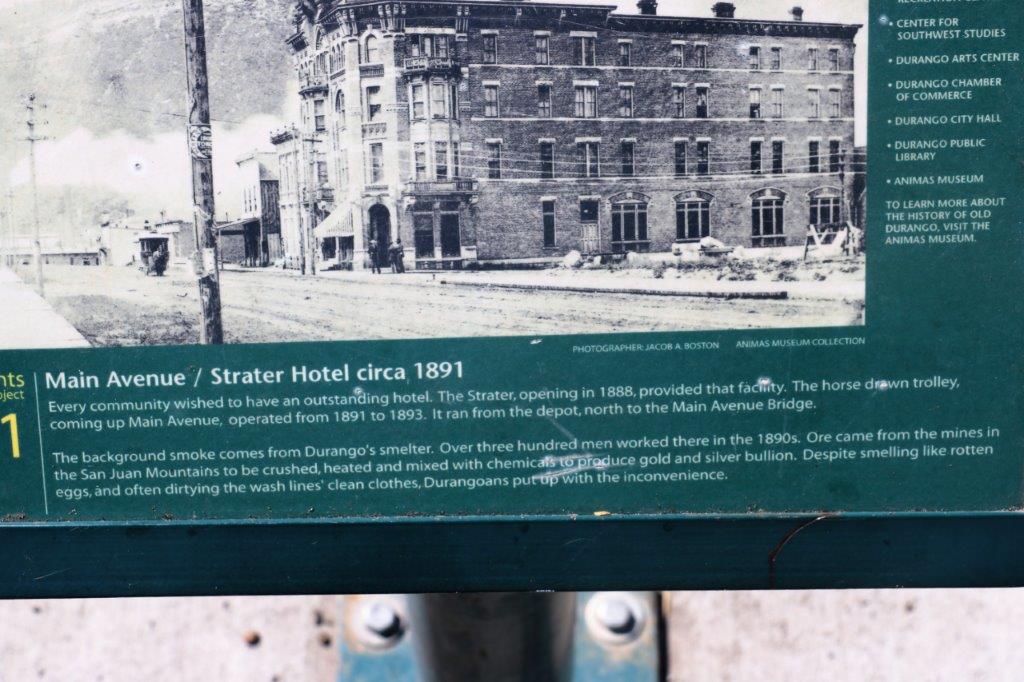 • CENTER FOR
SOUTHWEST STUDIES
• DURANGO ARTS CENTER
• DURANGO CHAMBER
OF COMMERCE
• DURANGO CITY HALL
• DURANGO PUBLIC
LIBRARY
• ANIMAS MUSEUM
TO LEARN MORE ABOUT
THE HISTORY OF OLD
DURANGO, VISIT THE
ANIMAS MUSEUM.
PHOTOGRAPHER: JACOB A. BOSTON ANIMAS MUSEUM COLLECTION
nts
oject
1
Main Avenue / Strater Hotel circa 1891
Every community wished to have an outstanding hotel. The Strater, opening in 1888, provided that facility. The horse drawn trolley,
coming up Main Avenue, operated from 1891 to 1893. It ran from the depot, north to the Main Avenue Bridge.
The background smoke comes from Durango's smelter. Over three hundred men worked there in the 1890s. Ore came from the mines in
the San Juan Mountains to be crushed, heated and mixed with chemicals to produce gold and silver bullion. Despite smelling like rotten
eggs, and often dirtying the wash lines' clean clothes, Durangoans put up with the inconvenience.